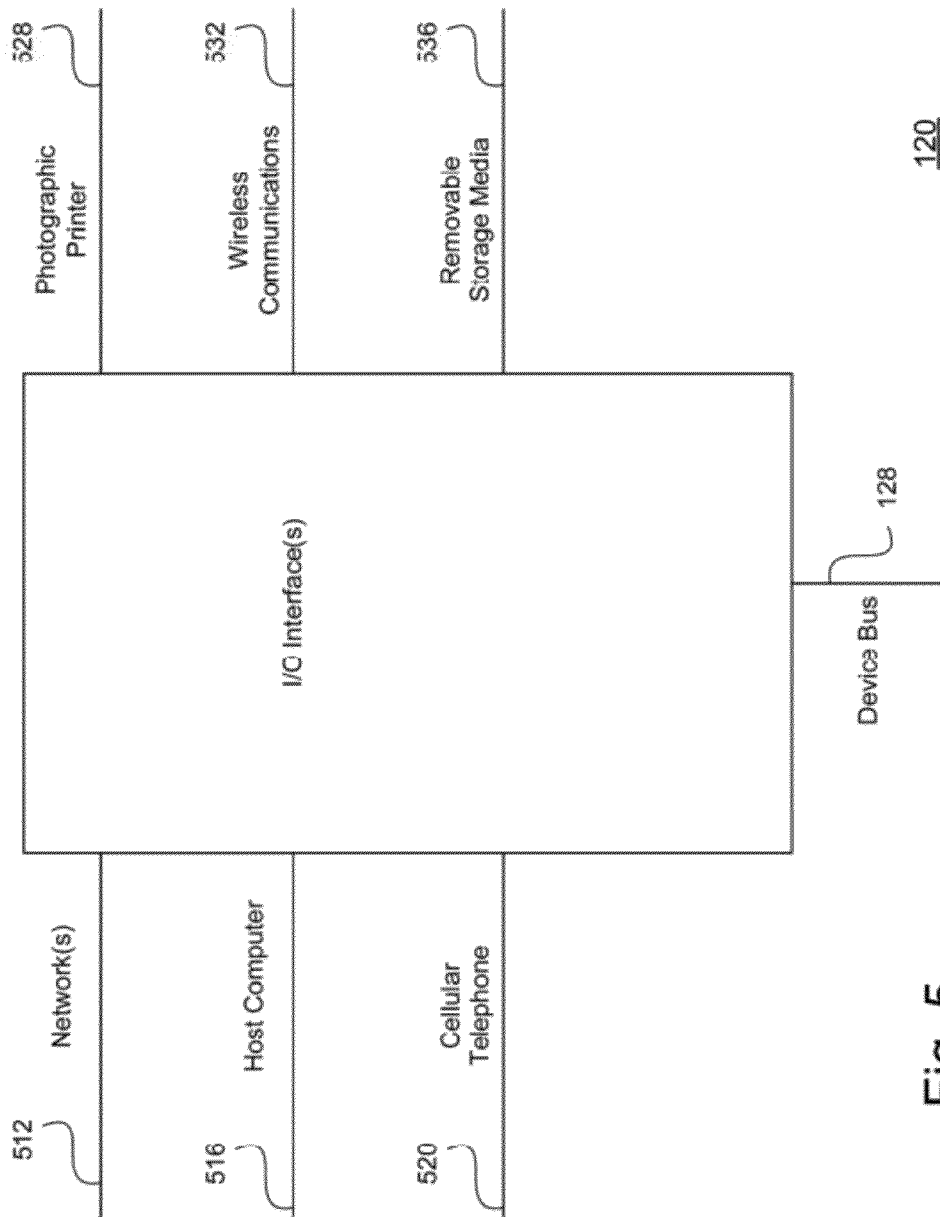 512
Network(s)
528
Photographic
Printer
516
Host Computer
532
Wireless
Communications
520
Cellular
Telephone
536
Removable
Storage Media
I/O Interface(s)
Device Bus
128
Fig. 5
120